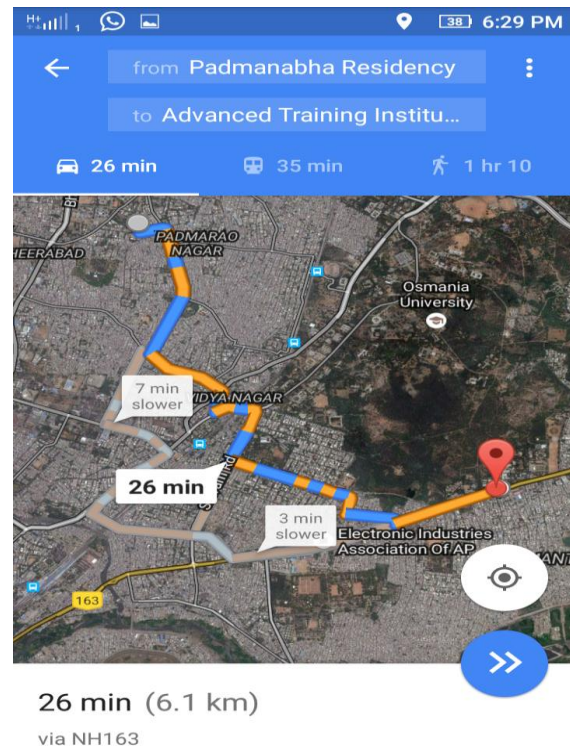 H+ 1 38 6:29 PM
from Padmanabha Residency
to Advanced Training Institu...
26 min 35 min 1 hr 10
PADMARAO
NAGAR
HEERABAD
Osmania
University
7 min
slower
VIDYA NAGAR
26 min
3 min
slower
Electronic Industries
Association Of AP
163
26 min (6.1 km)
via NH163